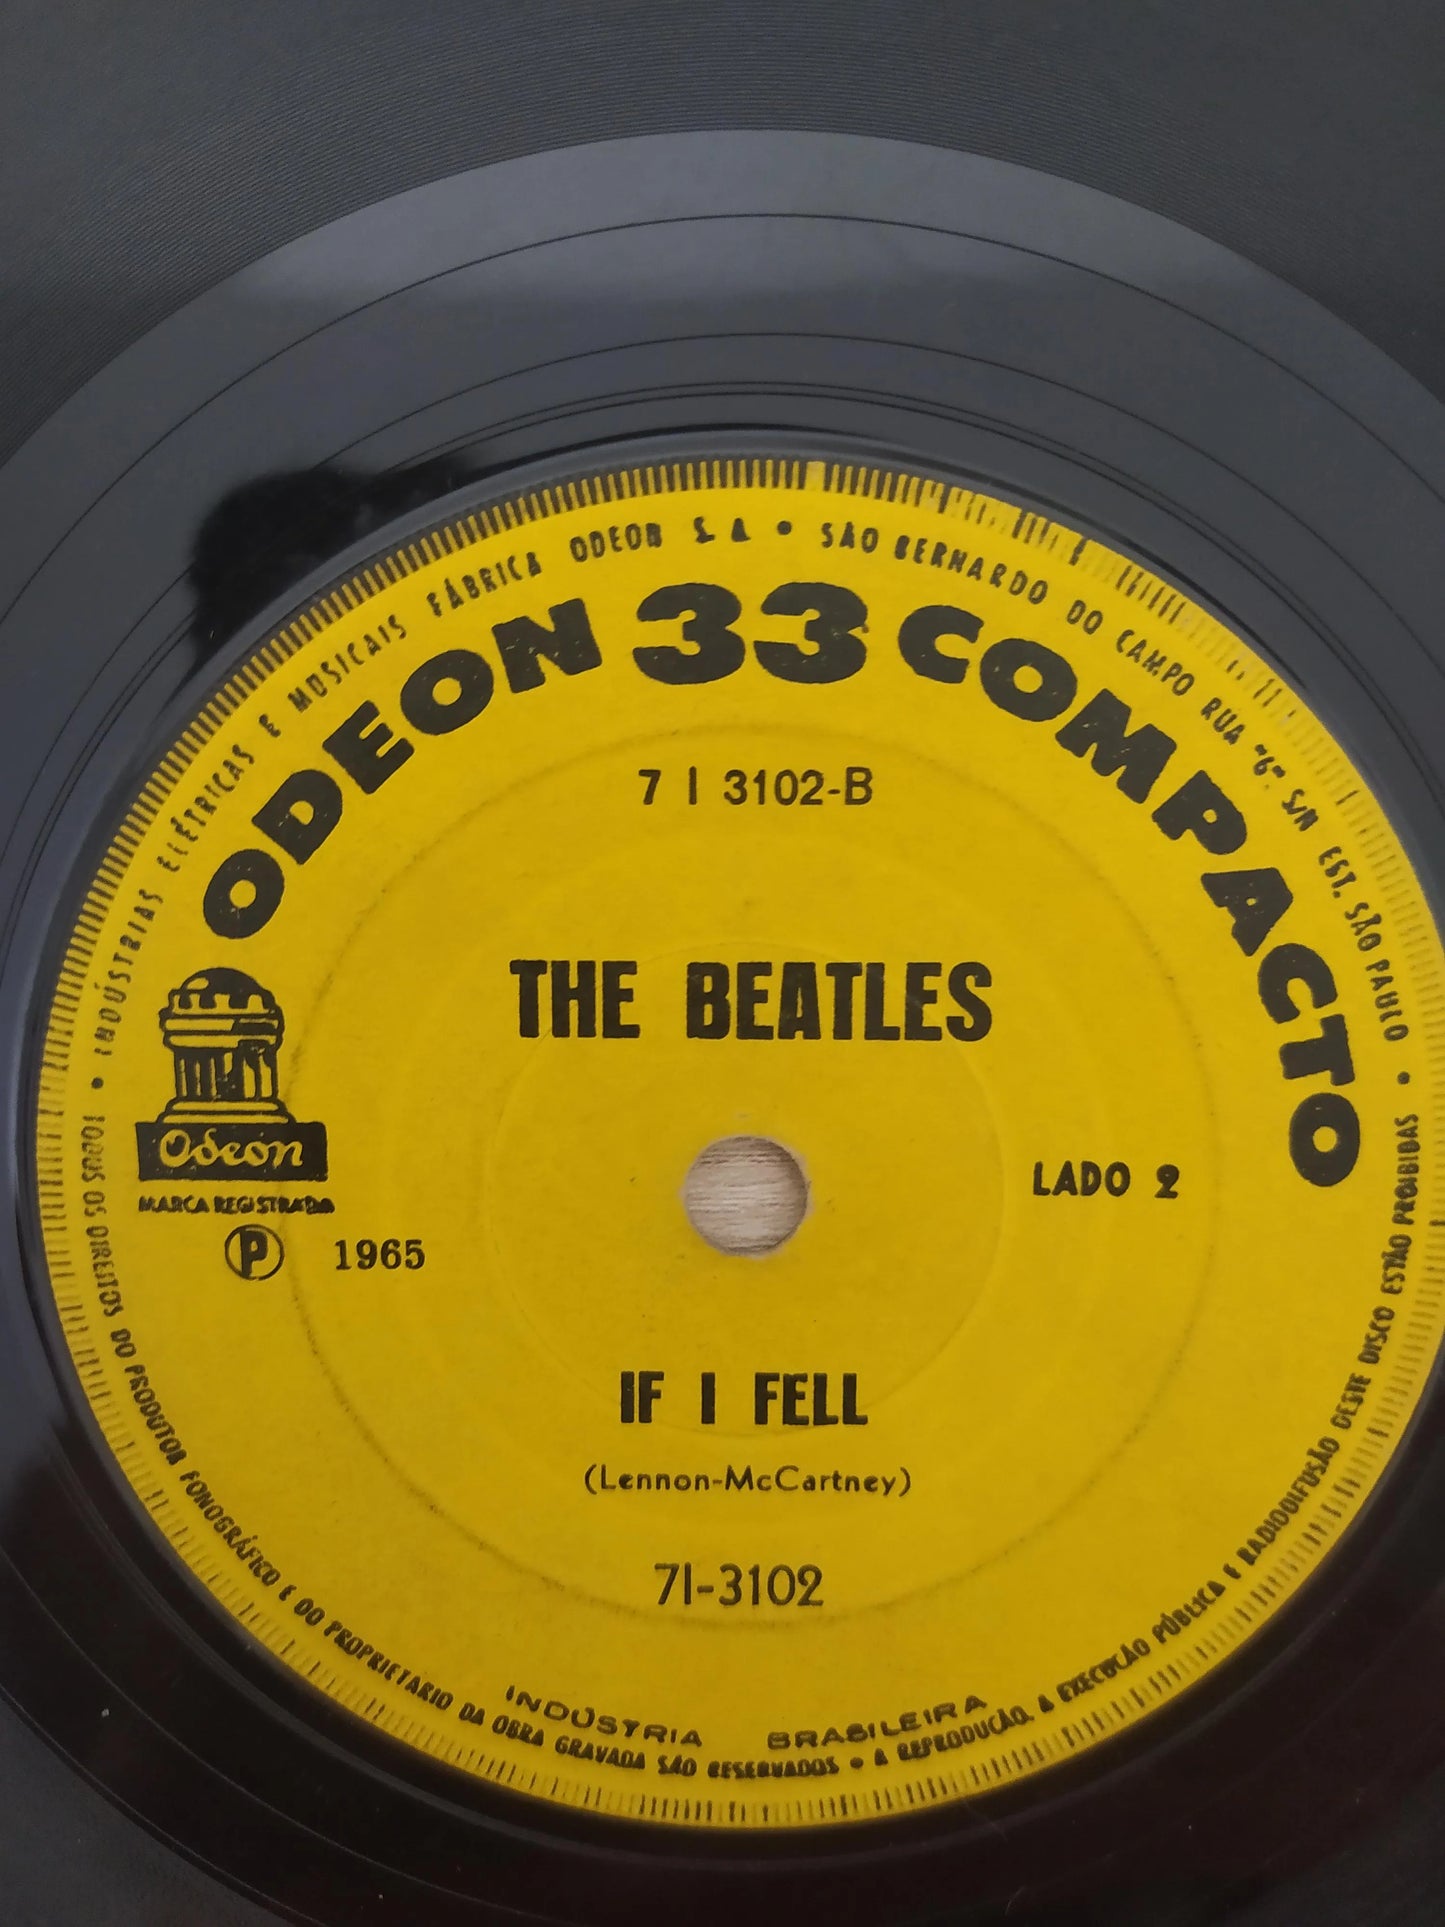 • INDÚSTRIAS ELÉTRICAS E MUSICAIS FÁBRICA ODEON S. A. • SÃO BERNARDO DO CAMPO RUA "6". S/N EST. SÃO PAULO •
ODEON 33 COMPACTO
7 I 3102-B
THE BEATLES
Odeon
MARCA REGISTRADA
LADO 2
Ⓟ 1965
IF I FELL
(Lennon-McCartney)
7I-3102
INDÚSTRIA BRASILEIRA
TODOS OS DIREITOS DO PRODUTOR FONOGRÁFICO E DO PROPRIETARIO DA OBRA GRAVADA SÃO RESERVADOS • A REPRODUÇÃO, A EXECUÇÃO PÚBLICA E RADIODIFUSÃO DESTE DISCO ESTÃO PROIBIDAS